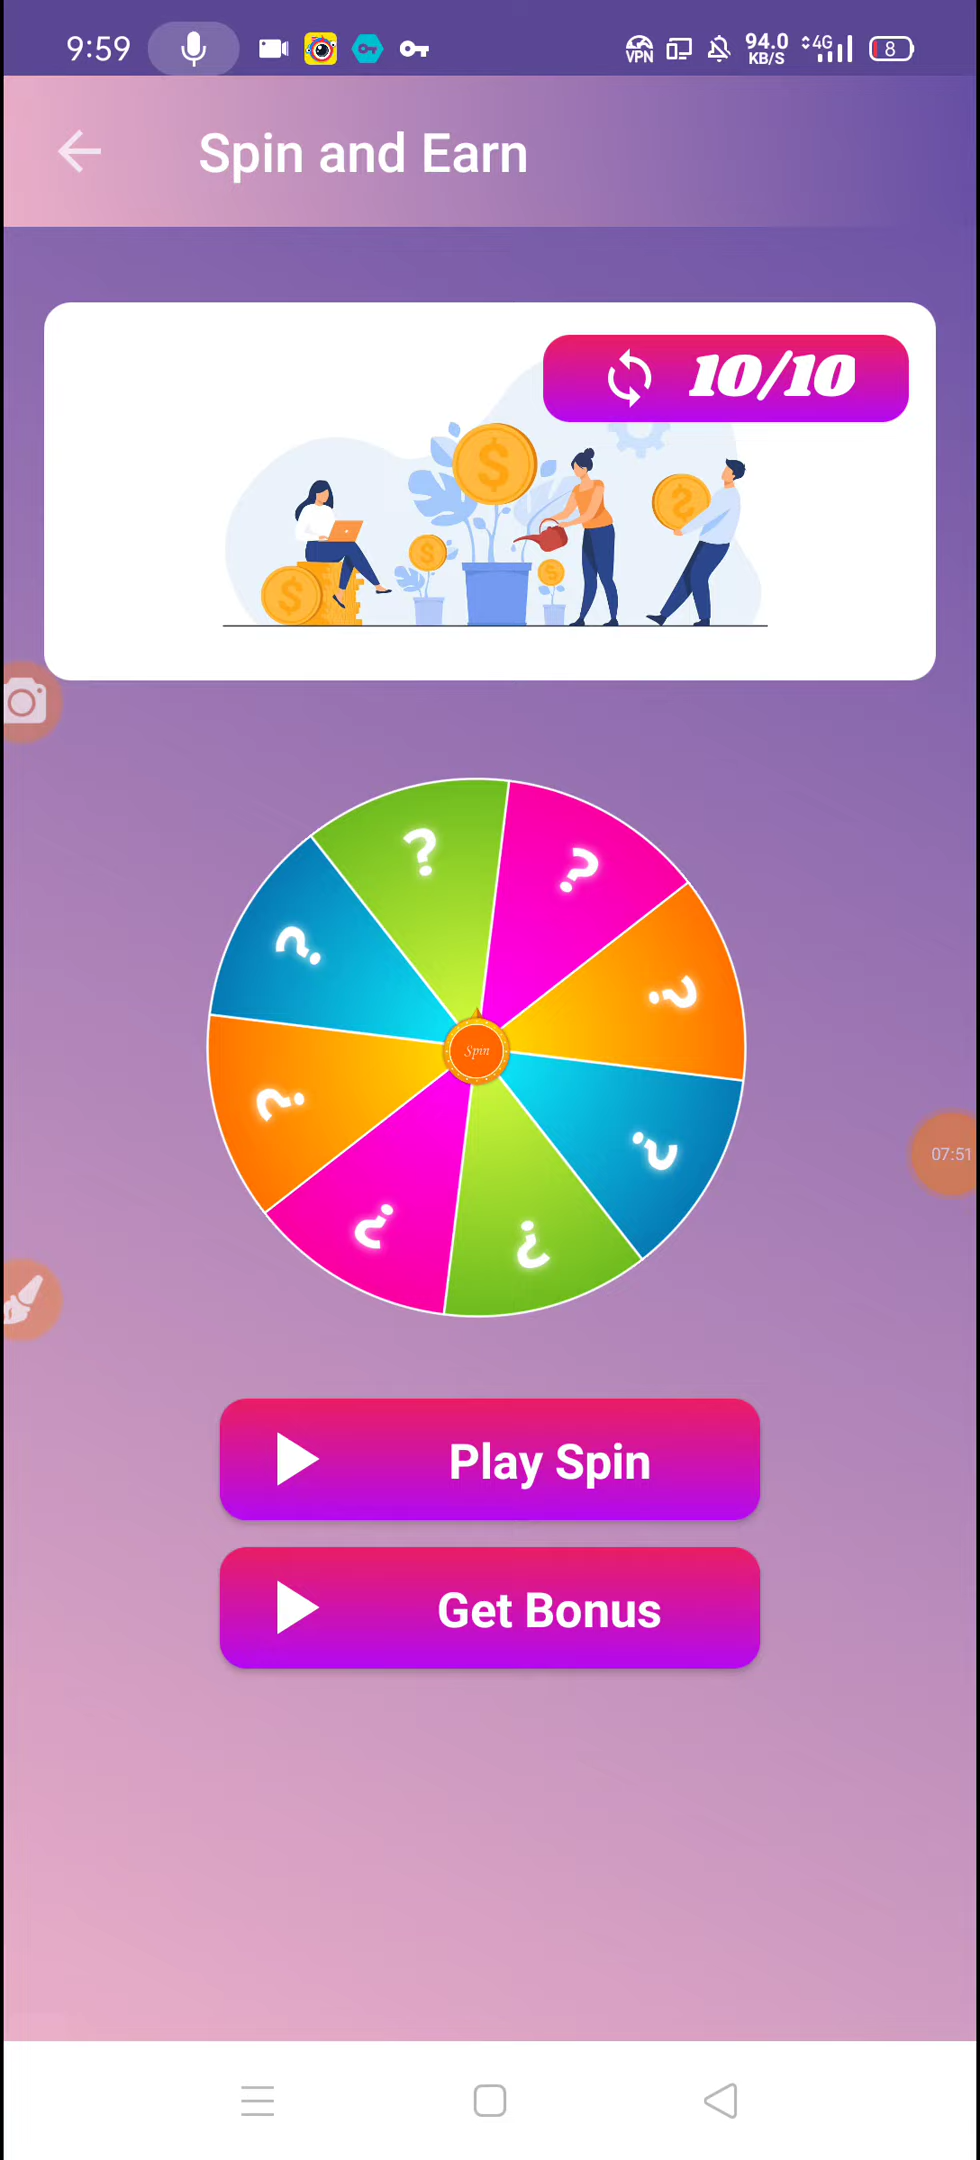 9:59
VPN
94.0
KB/S
4G
8
Spin and Earn
10/10
$
$
$
$
$
?
?
?
?
?
?
?
?
Spin
07:51
Play Spin
Get Bonus